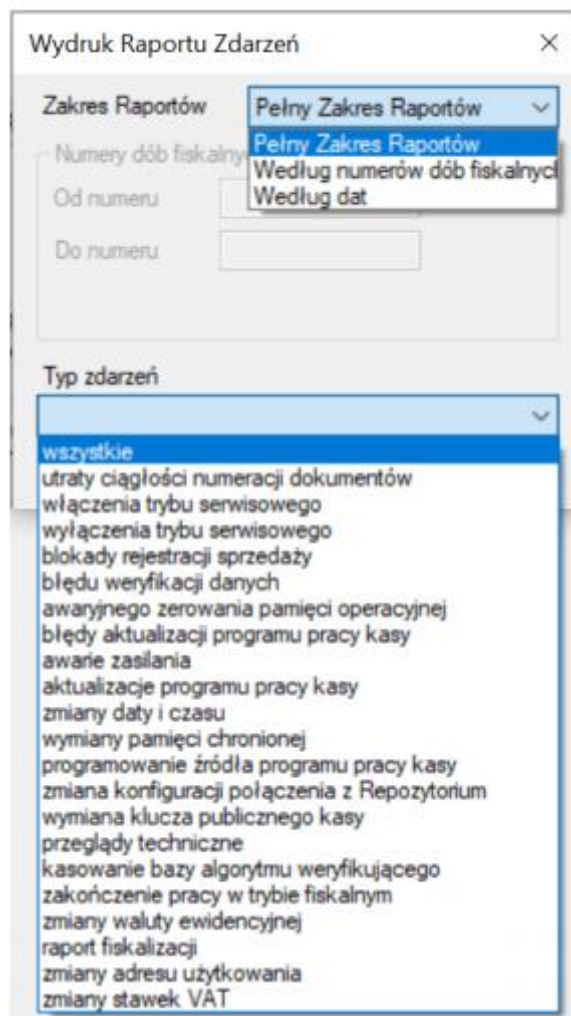 Wydruk Raportu Zdarzeń
Zakres Raportów
Pełny Zakres Raportów
Pełny Zakres Raportów
Według numerów dób fiskalnych
Według dat
Numery dób fiskalny
Od numeru
Do numeru
Typ zdarzeń
wszystkie
utraty ciągłości numeracji dokumentów
włączenia trybu serwisowego
wyłączenia trybu serwisowego
blokady rejestracji sprzedaży
błędu weryfikacji danych
awaryjnego zerowania pamięci operacyjnej
błędy aktualizacji programu pracy kasy
awarie zasilania
aktualizacje programu pracy kasy
zmiany daty i czasu
wymiany pamięci chronionej
programowanie źródła programu pracy kasy
zmiana konfiguracji połączenia z Repozytorium
wymiana klucza publicznego kasy
przeglądy techniczne
kasowanie bazy algorytmu weryfikującego
zakończenie pracy w trybie fiskalnym
zmiany waluty ewidencyjnej
raport fiskalizacji
zmiany adresu użytkowania
zmiany stawek VAT